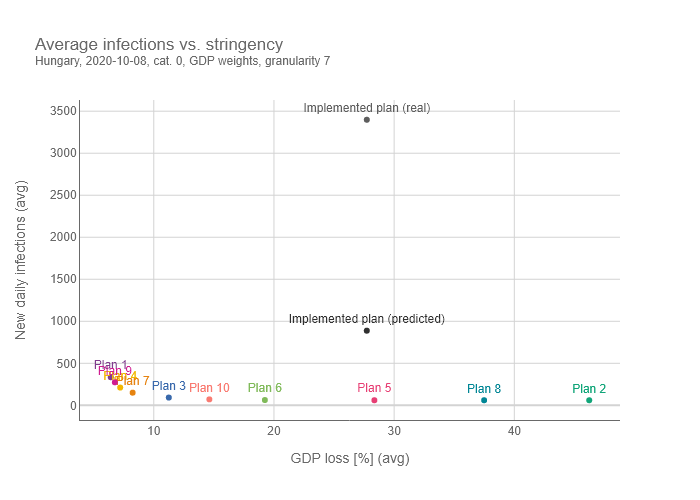 Average infections vs. stringency
Hungary, 2020-10-08, cat. 0, GDP weights, granularity 7
3500
Implemented plan (real)
3000
2500
2000
1500
1000
Implemented plan (predicted)
500
0
Plan 1
Plan 9
Plan 4
Plan 7
Plan 3
Plan 10
Plan 6
Plan 5
Plan 8
Plan 2
10
20
30
40
GDP loss [%] (avg)
New daily infections (avg)